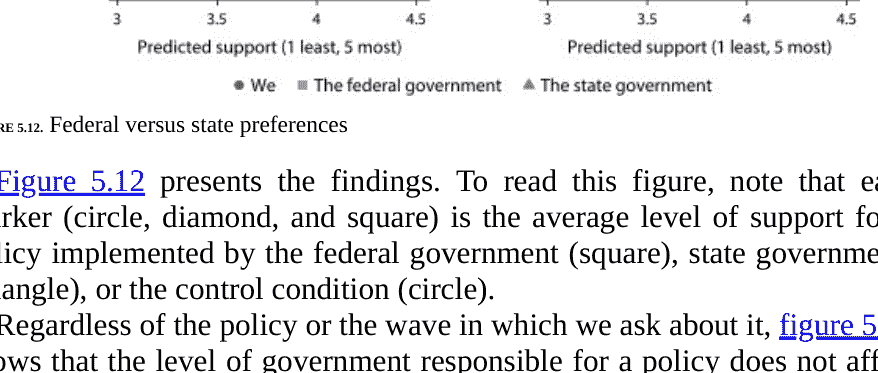 3 3.5 4 4.5 3 3.5 4 4.5
Predicted support (1 least, 5 most) Predicted support (1 least, 5 most)
We The federal government The state government
RE 5.12. Federal versus state preferences
Figure 5.12 presents the findings. To read this figure, note that ea
rker (circle, diamond, and square) is the average level of support fo
licy implemented by the federal government (square), state governme
angle), or the control condition (circle).
Regardless of the policy or the wave in which we ask about it, figure 5
ows that the level of government responsible for a policy does not aff